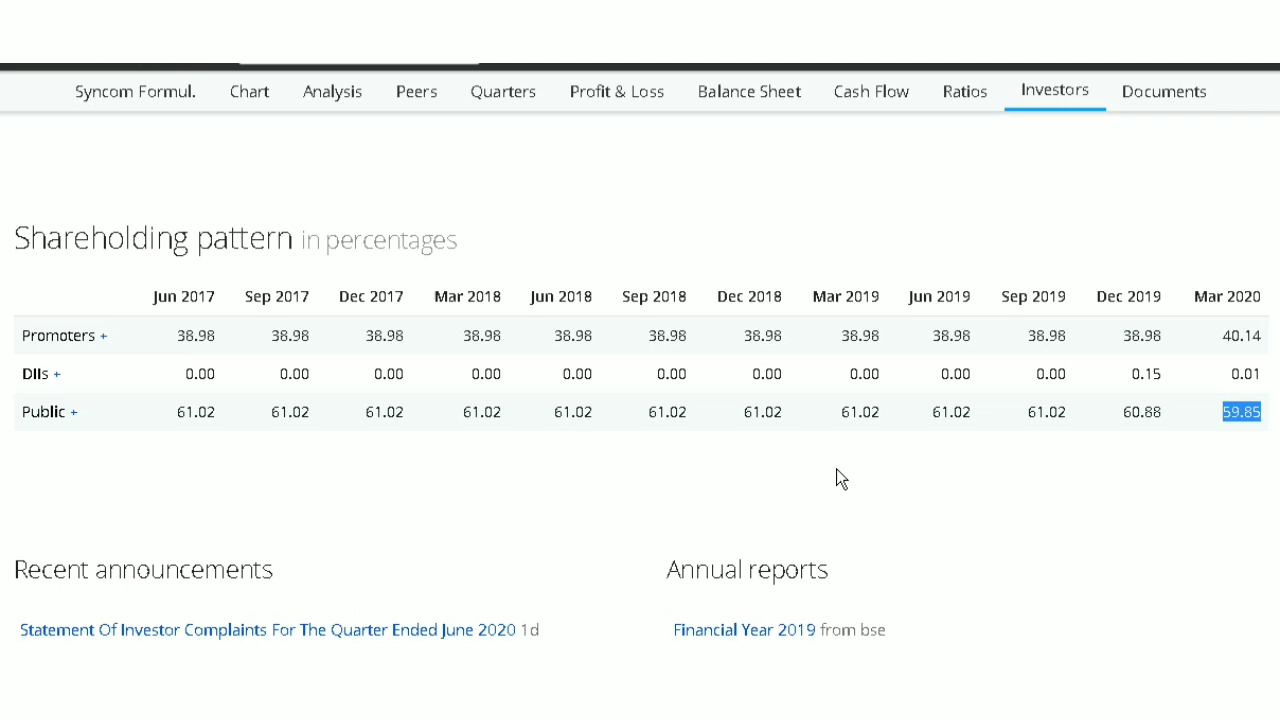 Syncom Formul. Chart Analysis Peers Quarters Profit & Loss Balance Sheet Cash Flow Ratios Investors Documents
Shareholding pattern in percentages
Jun 2017 Sep 2017 Dec 2017 Mar 2018 Jun 2018 Sep 2018 Dec 2018 Mar 2019 Jun 2019 Sep 2019 Dec 2019 Mar 2020
Promoters + 38.98 38.98 38.98 38.98 38.98 38.98 38.98 38.98 38.98 38.98 38.98 40.14
DIIs + 0.00 0.00 0.00 0.00 0.00 0.00 0.00 0.00 0.00 0.00 0.15 0.01
Public + 61.02 61.02 61.02 61.02 61.02 61.02 61.02 61.02 61.02 61.02 60.88 59.85
Recent announcements Annual reports
Statement Of Investor Complaints For The Quarter Ended June 2020 1d Financial Year 2019 from bse